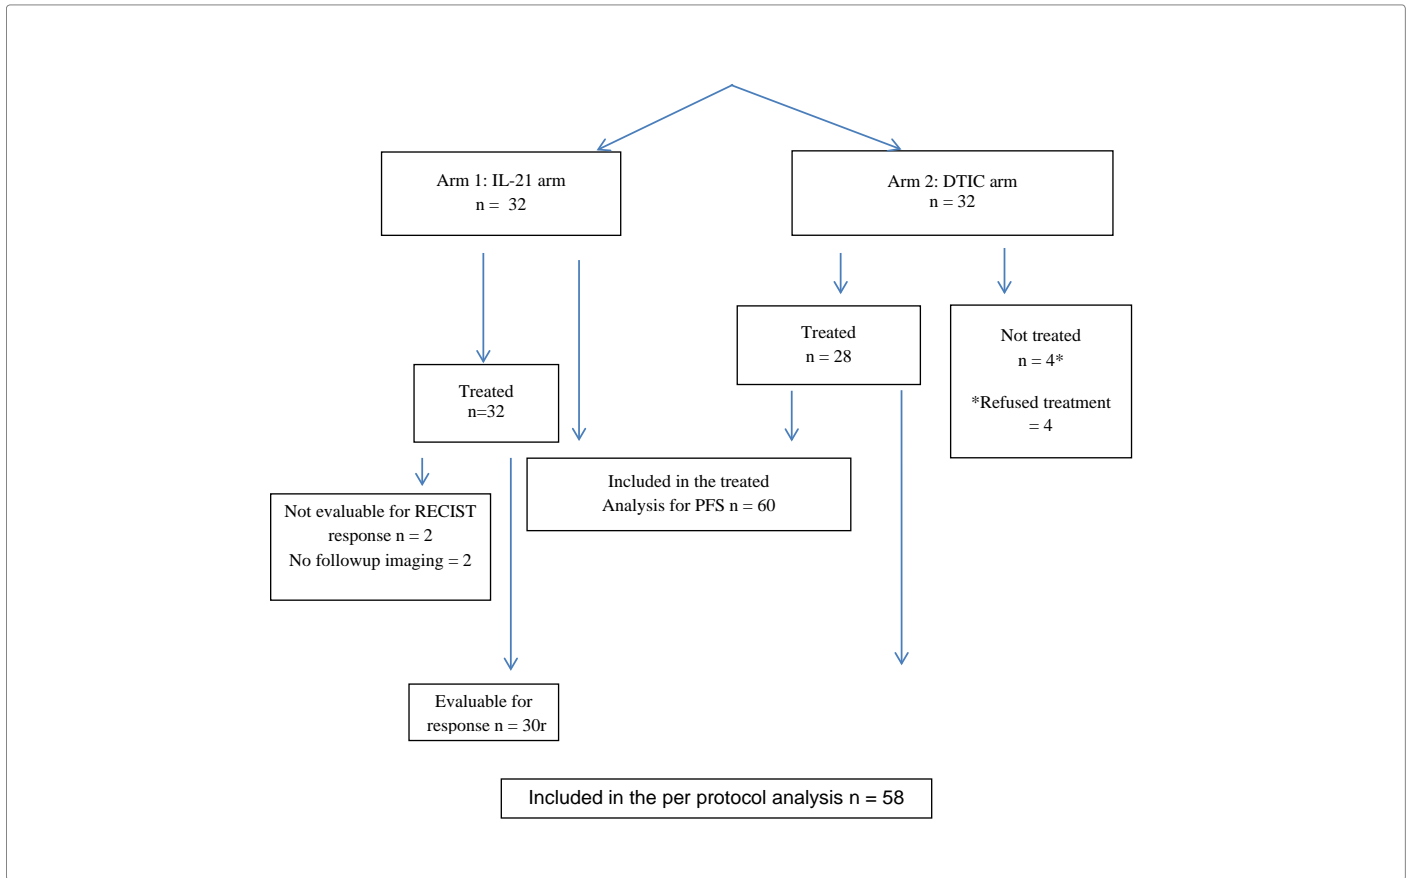 Arm 1: IL-21 arm
n =  32
Arm 2: DTIC arm
n = 32
Treated
n = 28
Not treated
n = 4*
*Refused treatment
= 4
Treated
n=32
Included in the treated
Analysis for PFS n = 60
Not evaluable for RECIST
response n = 2
No followup imaging = 2
Evaluable for
response n = 30r
Included in the per protocol analysis n = 58